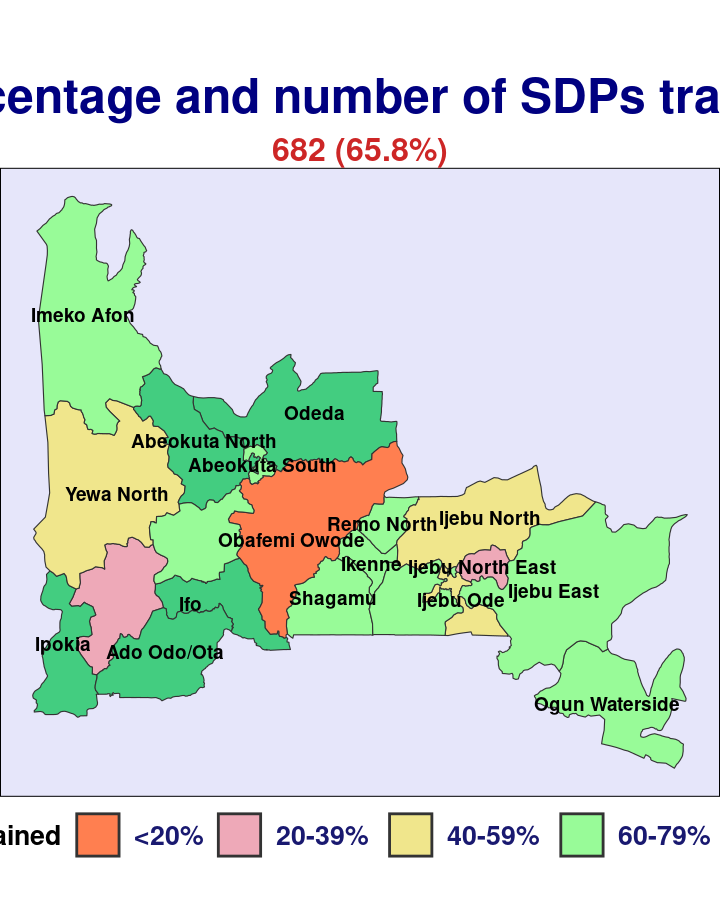 centage and number of SDPs tra
682 (65.8%)
Imeko Afon
Odeda
Abeokuta North
Abeokuta South
Yewa North
Remo North
Ijebu North
Obafemi Owode
Ikenne
Ijebu North East
Ijebu East
Shagamu
Ijebu Ode
Ifo
Ipokia
Ado Odo/Ota
Ogun Waterside
ained <20% 20-39% 40-59% 60-79%